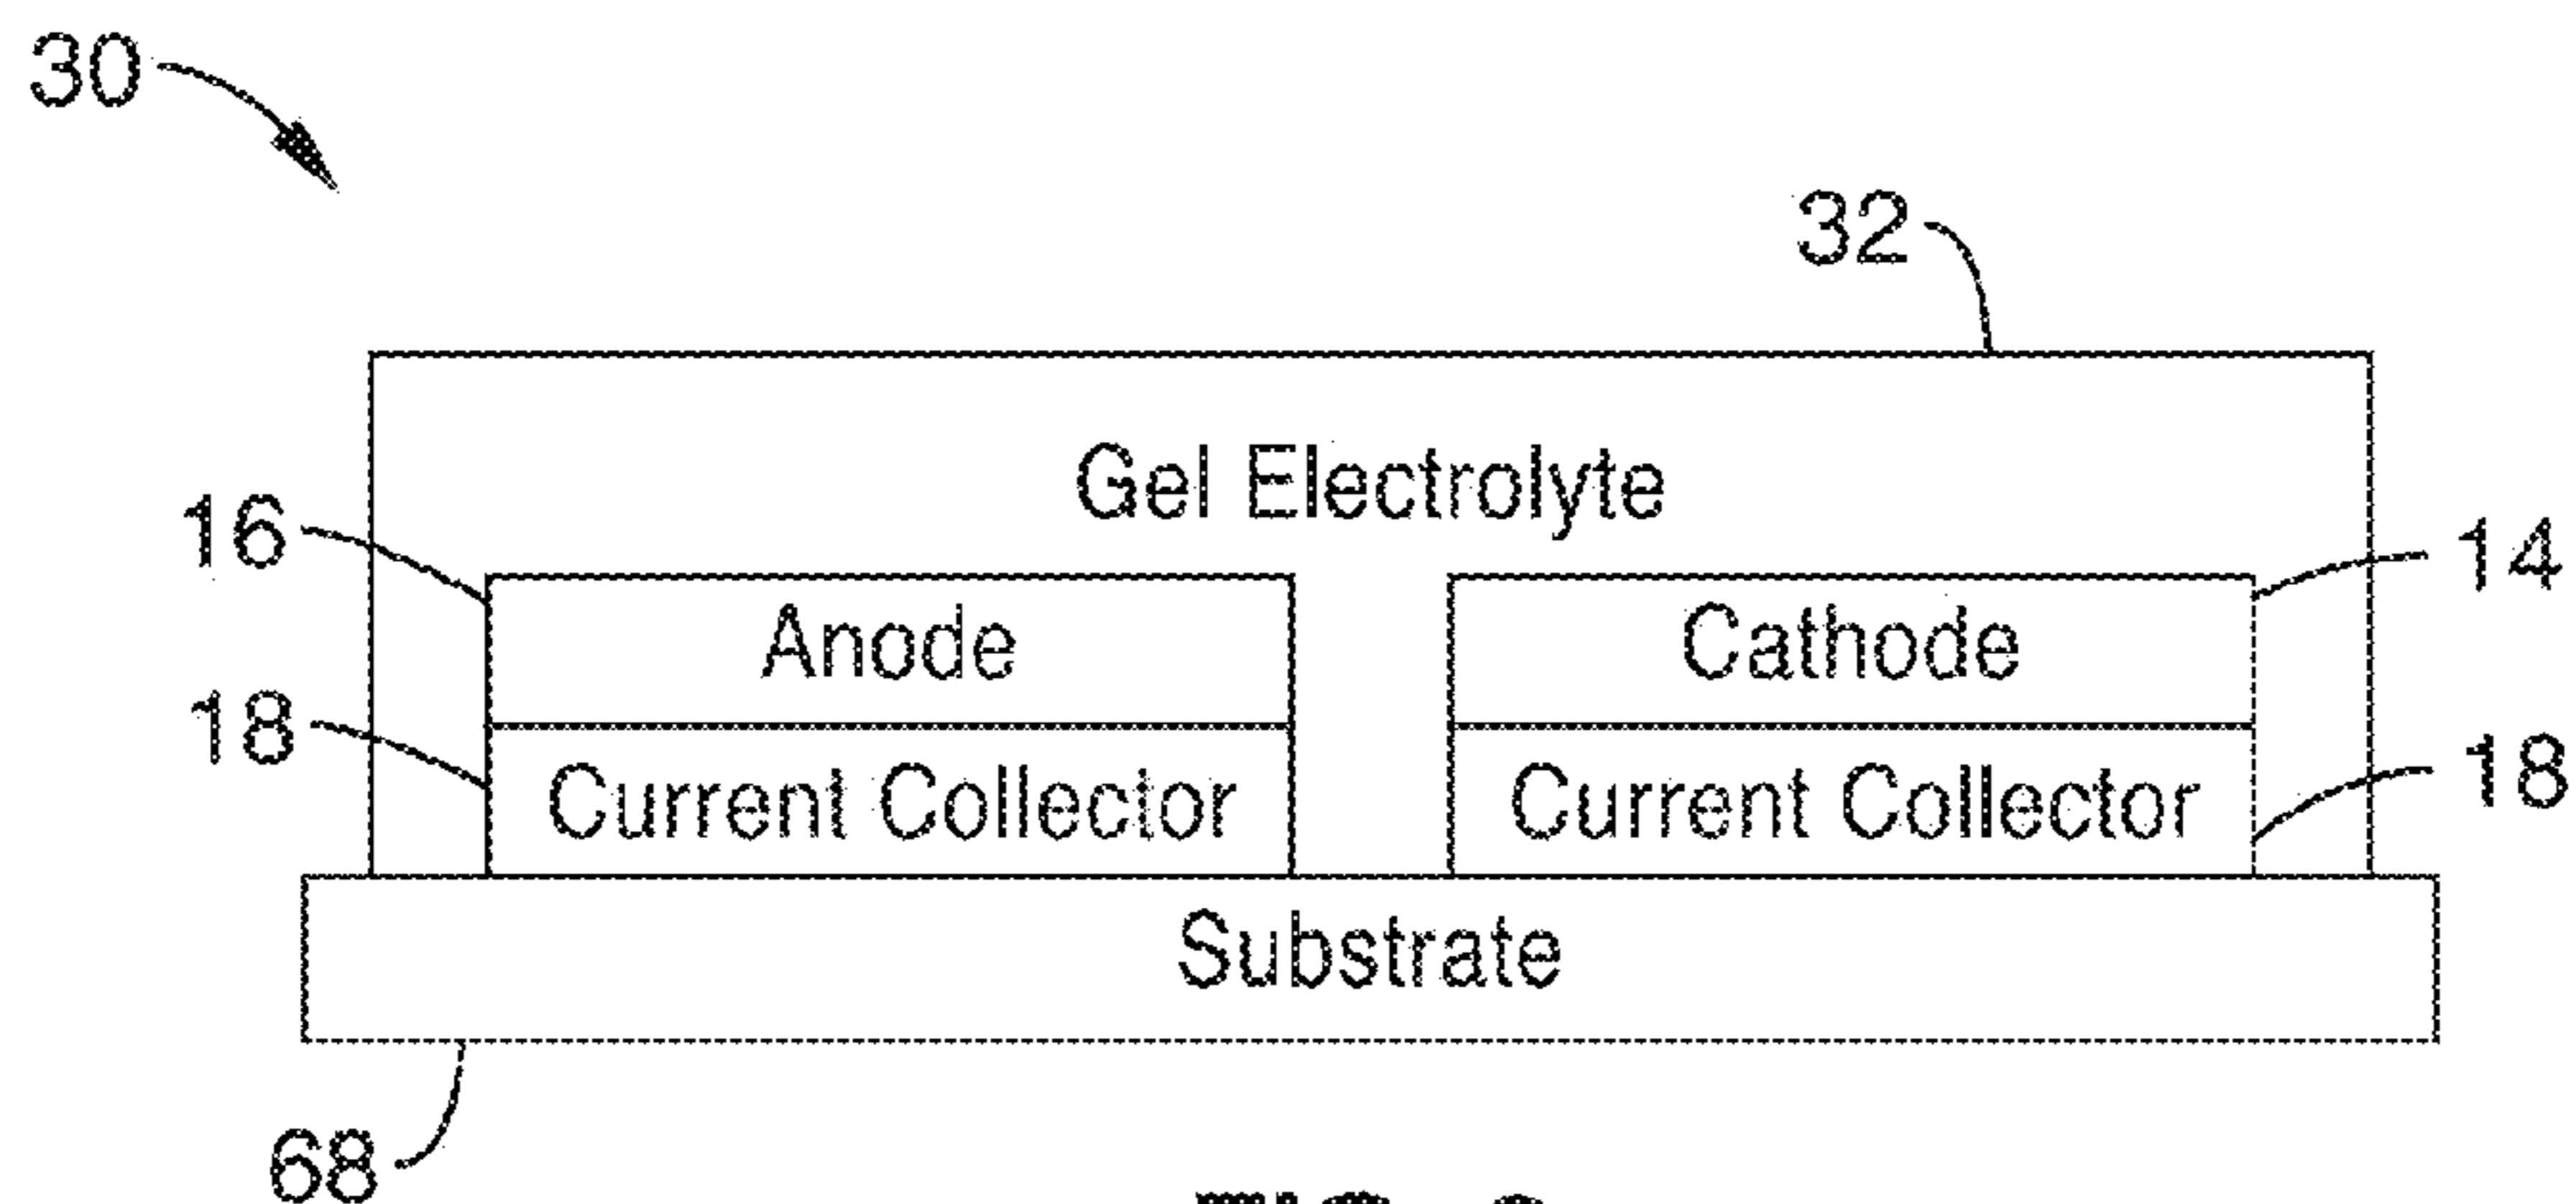 30
32
Gel Electrolyte
16
14
Anode
Cathode
18
18
Current Collector
Current Collector
Substrate
68